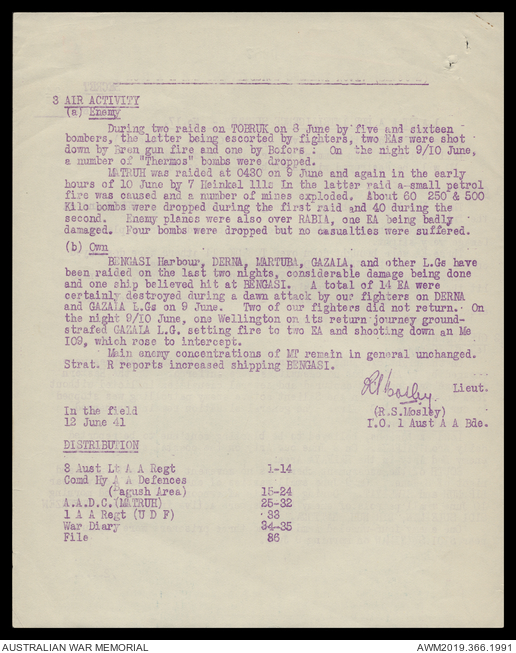 3 AIR ACTIVITY
(a) Enemy
During two raids on TOBRUK on 8 June by five and sixteen
bombers, the latter being escorted by fighters, two EAs were shot
down by Bren gun fire and one by Bofors : On the night 9/10 June,
a number of "Thermos" bombs were dropped.
MATRUH was raided at 0430 on 9 June and again in the early
hours of 10 June by 7 Heinkel 111s In the latter raid a small petrol
fire was caused and a number of mines exploded. About 60 250 & 500
Kilo bombs were dropped during the first raid and 40 during the
second. Enemy planes were also over RABIA, one EA being badly
damaged. Four bombs were dropped but no casualties were suffered.
(b) Own
BENGASI Harbour, DERNA, MARTUBA, GAZALA, and other L.Gs have
been raided on the last two nights, considerable damage being done
and one ship believed hit at BENGASI. A total of 14 EA were
certainly destroyed during a dawn attack by our fighters on DERNA
and GAZALA L.Gs on 9 June. Two of our fighters did not return. On
the night 9/10 June, one Wellington on its return journey ground-
strafed GAZALA L.G. setting fire to two EA and shooting down an Me
109, which rose to intercept.
Main enemy concentrations of MT remain in general unchanged.
Strat. R reports increased shipping BENGASI.
RSMosley Lieut.
(R.S.Mosley)
I.O. 1 Aust A A Bde.
In the field
12 June 41
DISTRIBUTION
8 Aust Lt A A Regt 1-14
Comd Hy A A Defences
(Bagush Area) 15-24
A.A.D.C.(MATRUH) 25-32
1 A A Regt (U D F) 33
War Diary 34-35
File 36
AUSTRALIAN WAR MEMORIAL
AWM2019.366.1991